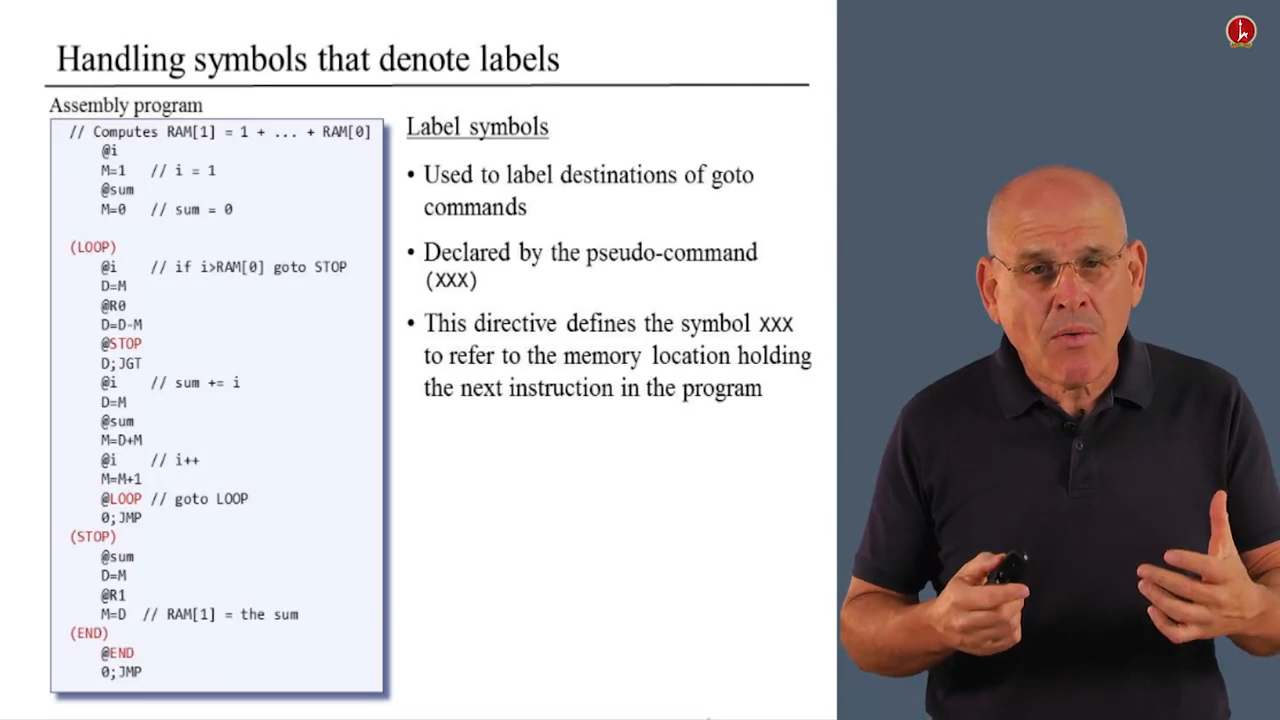 Handling symbols that denote labels
Assembly program
// Computes RAM[1] = 1 + ... + RAM[0]
@i
M=1 // i = 1
@sum
M=0 // sum = 0
(LOOP)
@i // if i>RAM[0] goto STOP
D=M
@R0
D=D-M
@STOP
D;JGT
@i // sum += i
D=M
@sum
M=D+M
@i // i++
M=M+1
@LOOP // goto LOOP
0;JMP
(STOP)
@sum
D=M
@R1
M=D // RAM[1] = the sum
(END)
@END
0;JMP
Label symbols
• Used to label destinations of goto
commands
• Declared by the pseudo-command
(XXX)
• This directive defines the symbol XXX
to refer to the memory location holding
the next instruction in the program